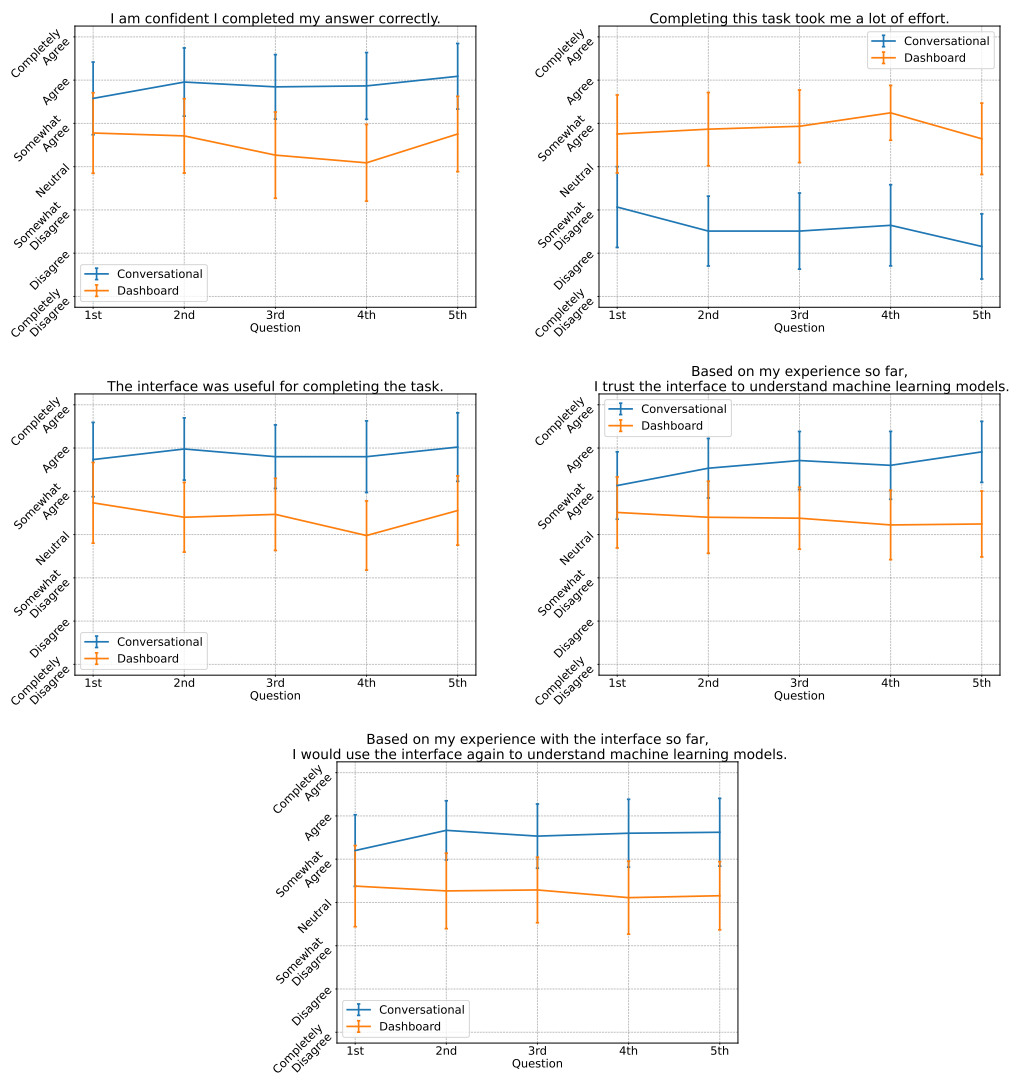 I am confident I completed my answer correctly.
Completely
Agree
Agree
Somewhat
Agree
Neutral
Somewhat
Disagree
Disagree
Completely
Disagree
Conversational
Dashboard
1st 2nd 3rd 4th 5th
Question
Completing this task took me a lot of effort.
Completely
Agree
Agree
Somewhat
Agree
Neutral
Somewhat
Disagree
Disagree
Completely
Disagree
Conversational
Dashboard
1st 2nd 3rd 4th 5th
Question
The interface was useful for completing the task.
Completely
Agree
Agree
Somewhat
Agree
Neutral
Somewhat
Disagree
Disagree
Completely
Disagree
Conversational
Dashboard
1st 2nd 3rd 4th 5th
Question
Based on my experience so far,
I trust the interface to understand machine learning models.
Completely
Agree
Agree
Somewhat
Agree
Neutral
Somewhat
Disagree
Disagree
Completely
Disagree
Conversational
Dashboard
1st 2nd 3rd 4th 5th
Question
Based on my experience with the interface so far,
I would use the interface again to understand machine learning models.
Completely
Agree
Agree
Somewhat
Agree
Neutral
Somewhat
Disagree
Disagree
Completely
Disagree
Conversational
Dashboard
1st 2nd 3rd 4th 5th
Question